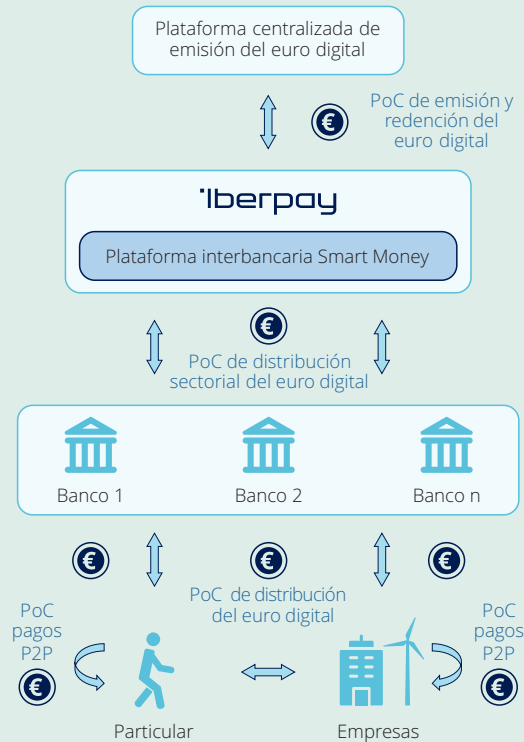 Plataforma centralizada de
emisión del euro digital
€
PoC de emisión y
redención del
euro digital
Iberpay
Plataforma interbancaria Smart Money
€
PoC de distribución
sectorial del euro digital
Banco 1
Banco 2
Banco n
€
€
€
PoC de distribución
del euro digital
PoC
pagos
P2P
€
PoC
pagos
P2P
€
Particular
Empresas